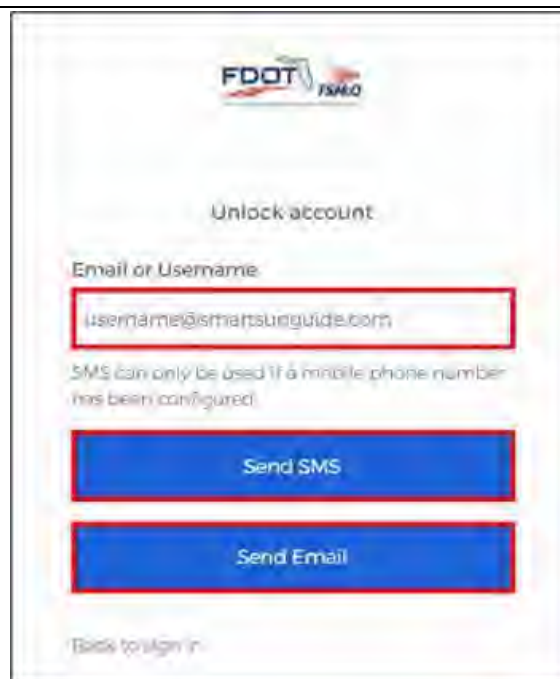 FDOT
TSM&O
Unlock account
Email or Username
username@smartsunguide.com
SMS can only be used if a mobile phone number
has been configured
Send SMS
Send Email
Back to sign in